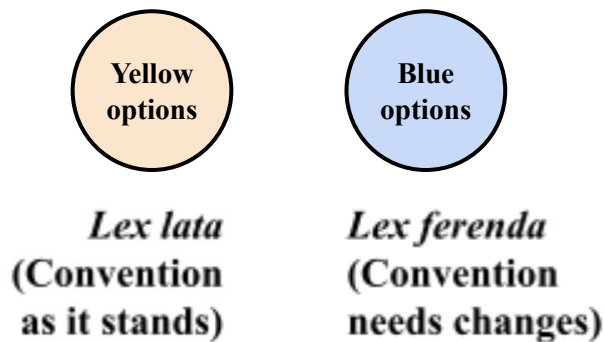 Yellow
options
Blue
options
Lex lata
(Convention
as it stands)
Lex ferenda
(Convention
needs changes)